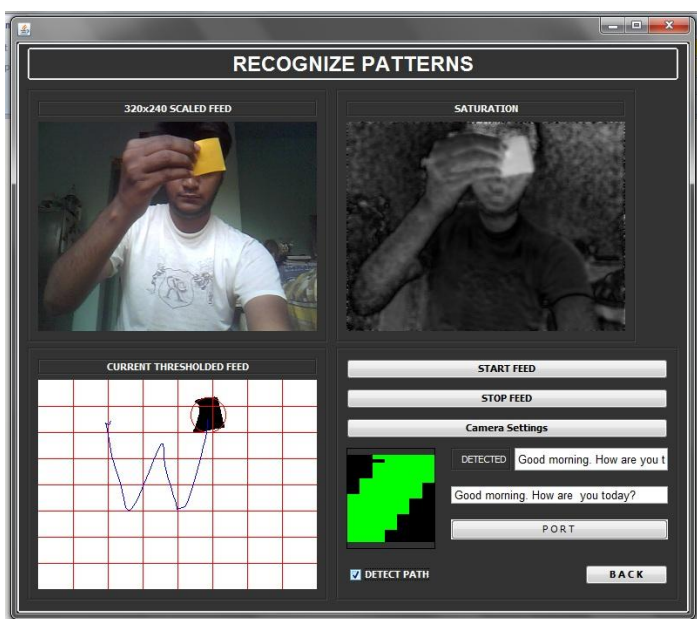 RECOGNIZE PATTERNS
320x240 SCALED FEED
SATURATION
CURRENT THRESHOLDED FEED
START FEED
STOP FEED
Camera Settings
DETECTED Good morning. How are you t
Good morning. How are you today?
PORT
DETECT PATH
BACK